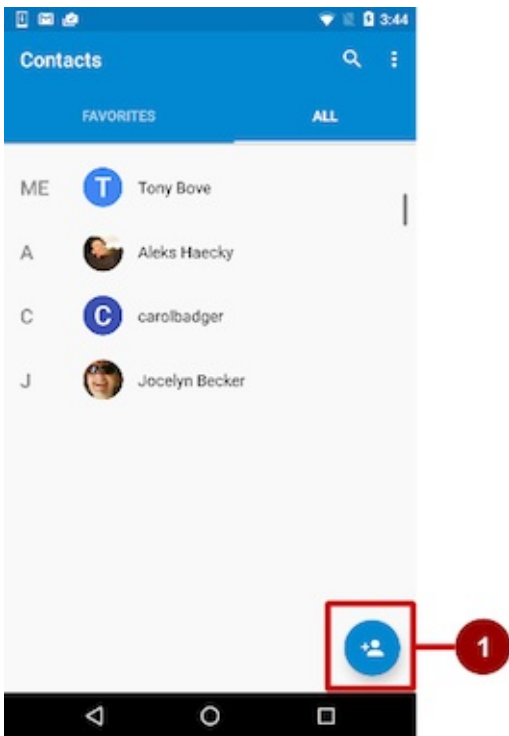 3:44
Contacts
FAVORITES ALL
ME T Tony Bove
A Aleks Haecky
C C carolbadger
J Jocelyn Becker
1